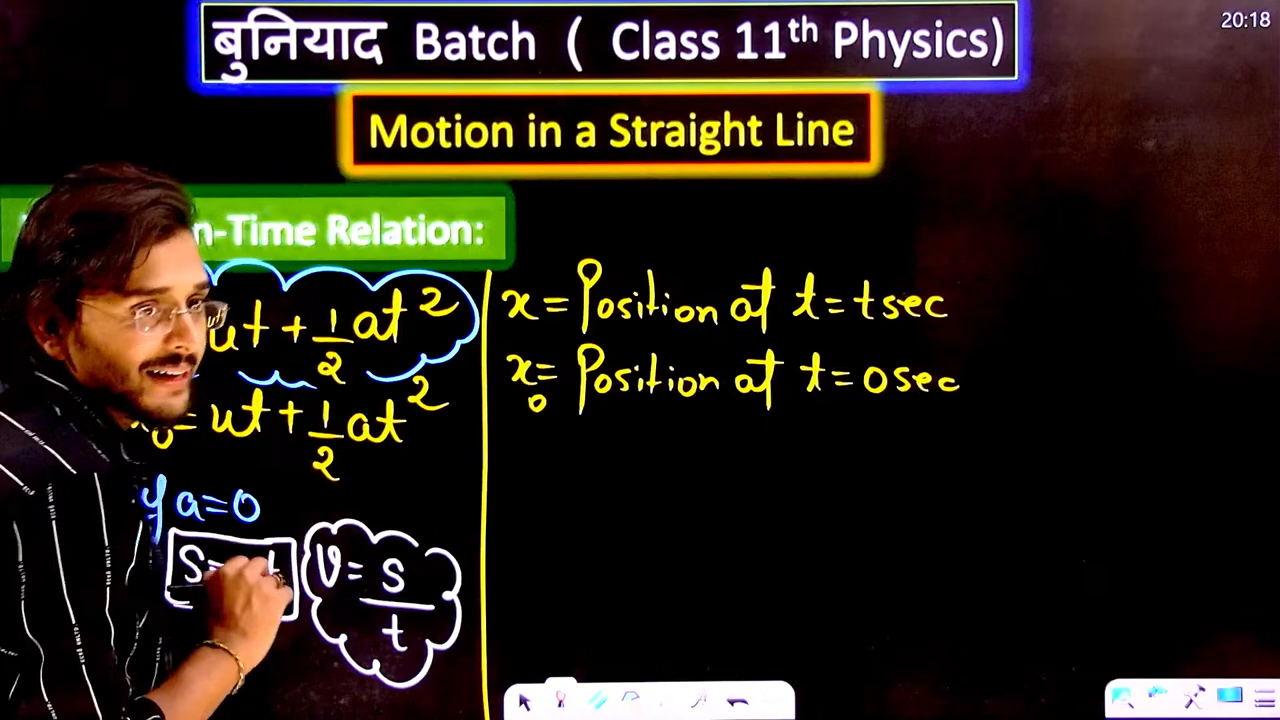 20:18
बुनियाद Batch ( Class 11th Physics)
Motion in a Straight Line
n-Time Relation:
ut + 1/2 at²
= ut + 1/2 at²
a=0
S=
v= s/t
x = Position at t = t sec
x₀ = Position at t = 0 sec